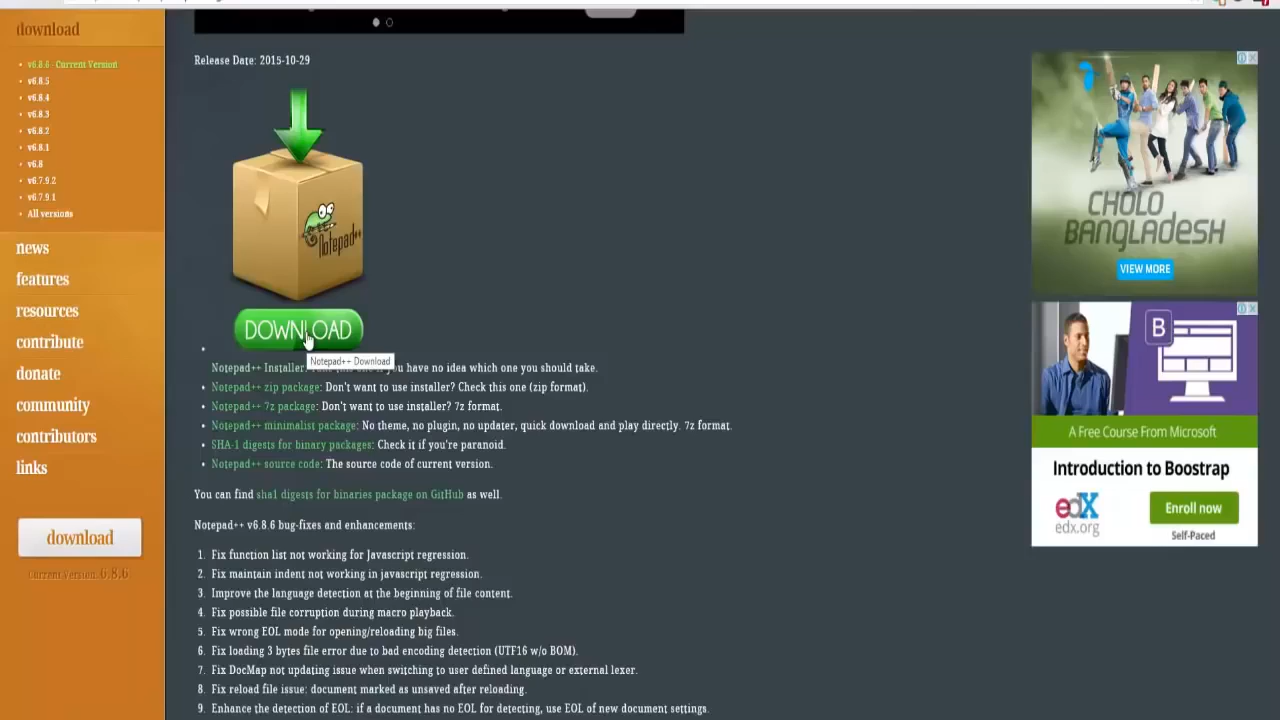 download
v6.8.6 - Current Version
v6.8.5
v6.8.4
v6.8.3
v6.8.2
v6.8.1
v6.8
v6.7.9.2
v6.7.9.1
All versions
news
features
resources
contribute
donate
community
contributors
links
download
Current Version: 6.8.6
Release Date: 2015-10-29
Notepad++
DOWNLOAD
Notepad++ Download
Notepad++ Installer: Take this one if you have no idea which one you should take.
Notepad++ zip package: Don't want to use installer? Check this one (zip format).
Notepad++ 7z package: Don't want to use installer? 7z format.
Notepad++ minimalist package: No theme, no plugin, no updater, quick download and play directly. 7z format.
SHA-1 digests for binary packages: Check it if you're paranoid.
Notepad++ source code: The source code of current version.
You can find sha1 digests for binaries package on GitHub as well.
Notepad++ v6.8.6 bug-fixes and enhancements:
1. Fix function list not working for Javascript regression.
2. Fix maintain indent not working in javascript regression.
3. Improve the language detection at the beginning of file content.
4. Fix possible file corruption during macro playback.
5. Fix wrong EOL mode for opening/reloading big files.
6. Fix loading 3 bytes file error due to bad encoding detection (UTF16 w/o BOM).
7. Fix DocMap not updating issue when switching to user defined language or external lexer.
8. Fix reload file issue: document marked as unsaved after reloading.
9. Enhance the detection of EOL: if a document has no EOL for detecting, use EOL of new document settings.
CHOLO
BANGLADESH
VIEW MORE
B
A Free Course From Microsoft
Introduction to Boostrap
edX
edx.org
Enroll now
Self-Paced